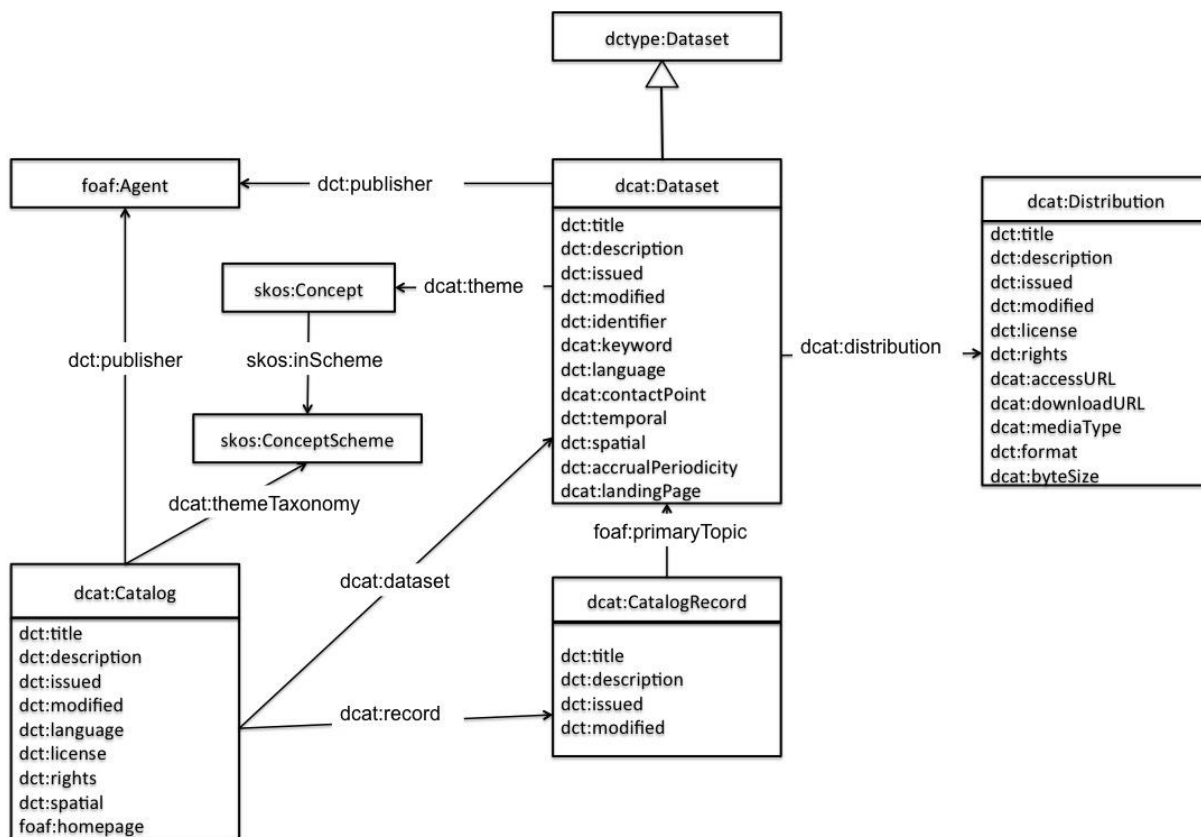 dctype:Dataset
foaf:Agent
dct:publisher
dcat:Dataset
dct:title
dct:description
dct:issued
dct:modified
dct:identifier
dcat:keyword
dct:language
dcat:contactPoint
dct:temporal
dct:spatial
dct:accrualPeriodicity
dcat:landingPage
dcat:Distribution
dct:title
dct:description
dct:issued
dct:modified
dct:license
dct:rights
dcat:accessURL
dcat:downloadURL
dcat:mediaType
dct:format
dcat:byteSize
skos:Concept
dcat:theme
dct:publisher
skos:inScheme
dcat:distribution
skos:ConceptScheme
dcat:themeTaxonomy
foaf:primaryTopic
dcat:dataset
dcat:Catalog
dct:title
dct:description
dct:issued
dct:modified
dct:language
dct:license
dct:rights
dct:spatial
foaf:homepage
dcat:record
dcat:CatalogRecord
dct:title
dct:description
dct:issued
dct:modified